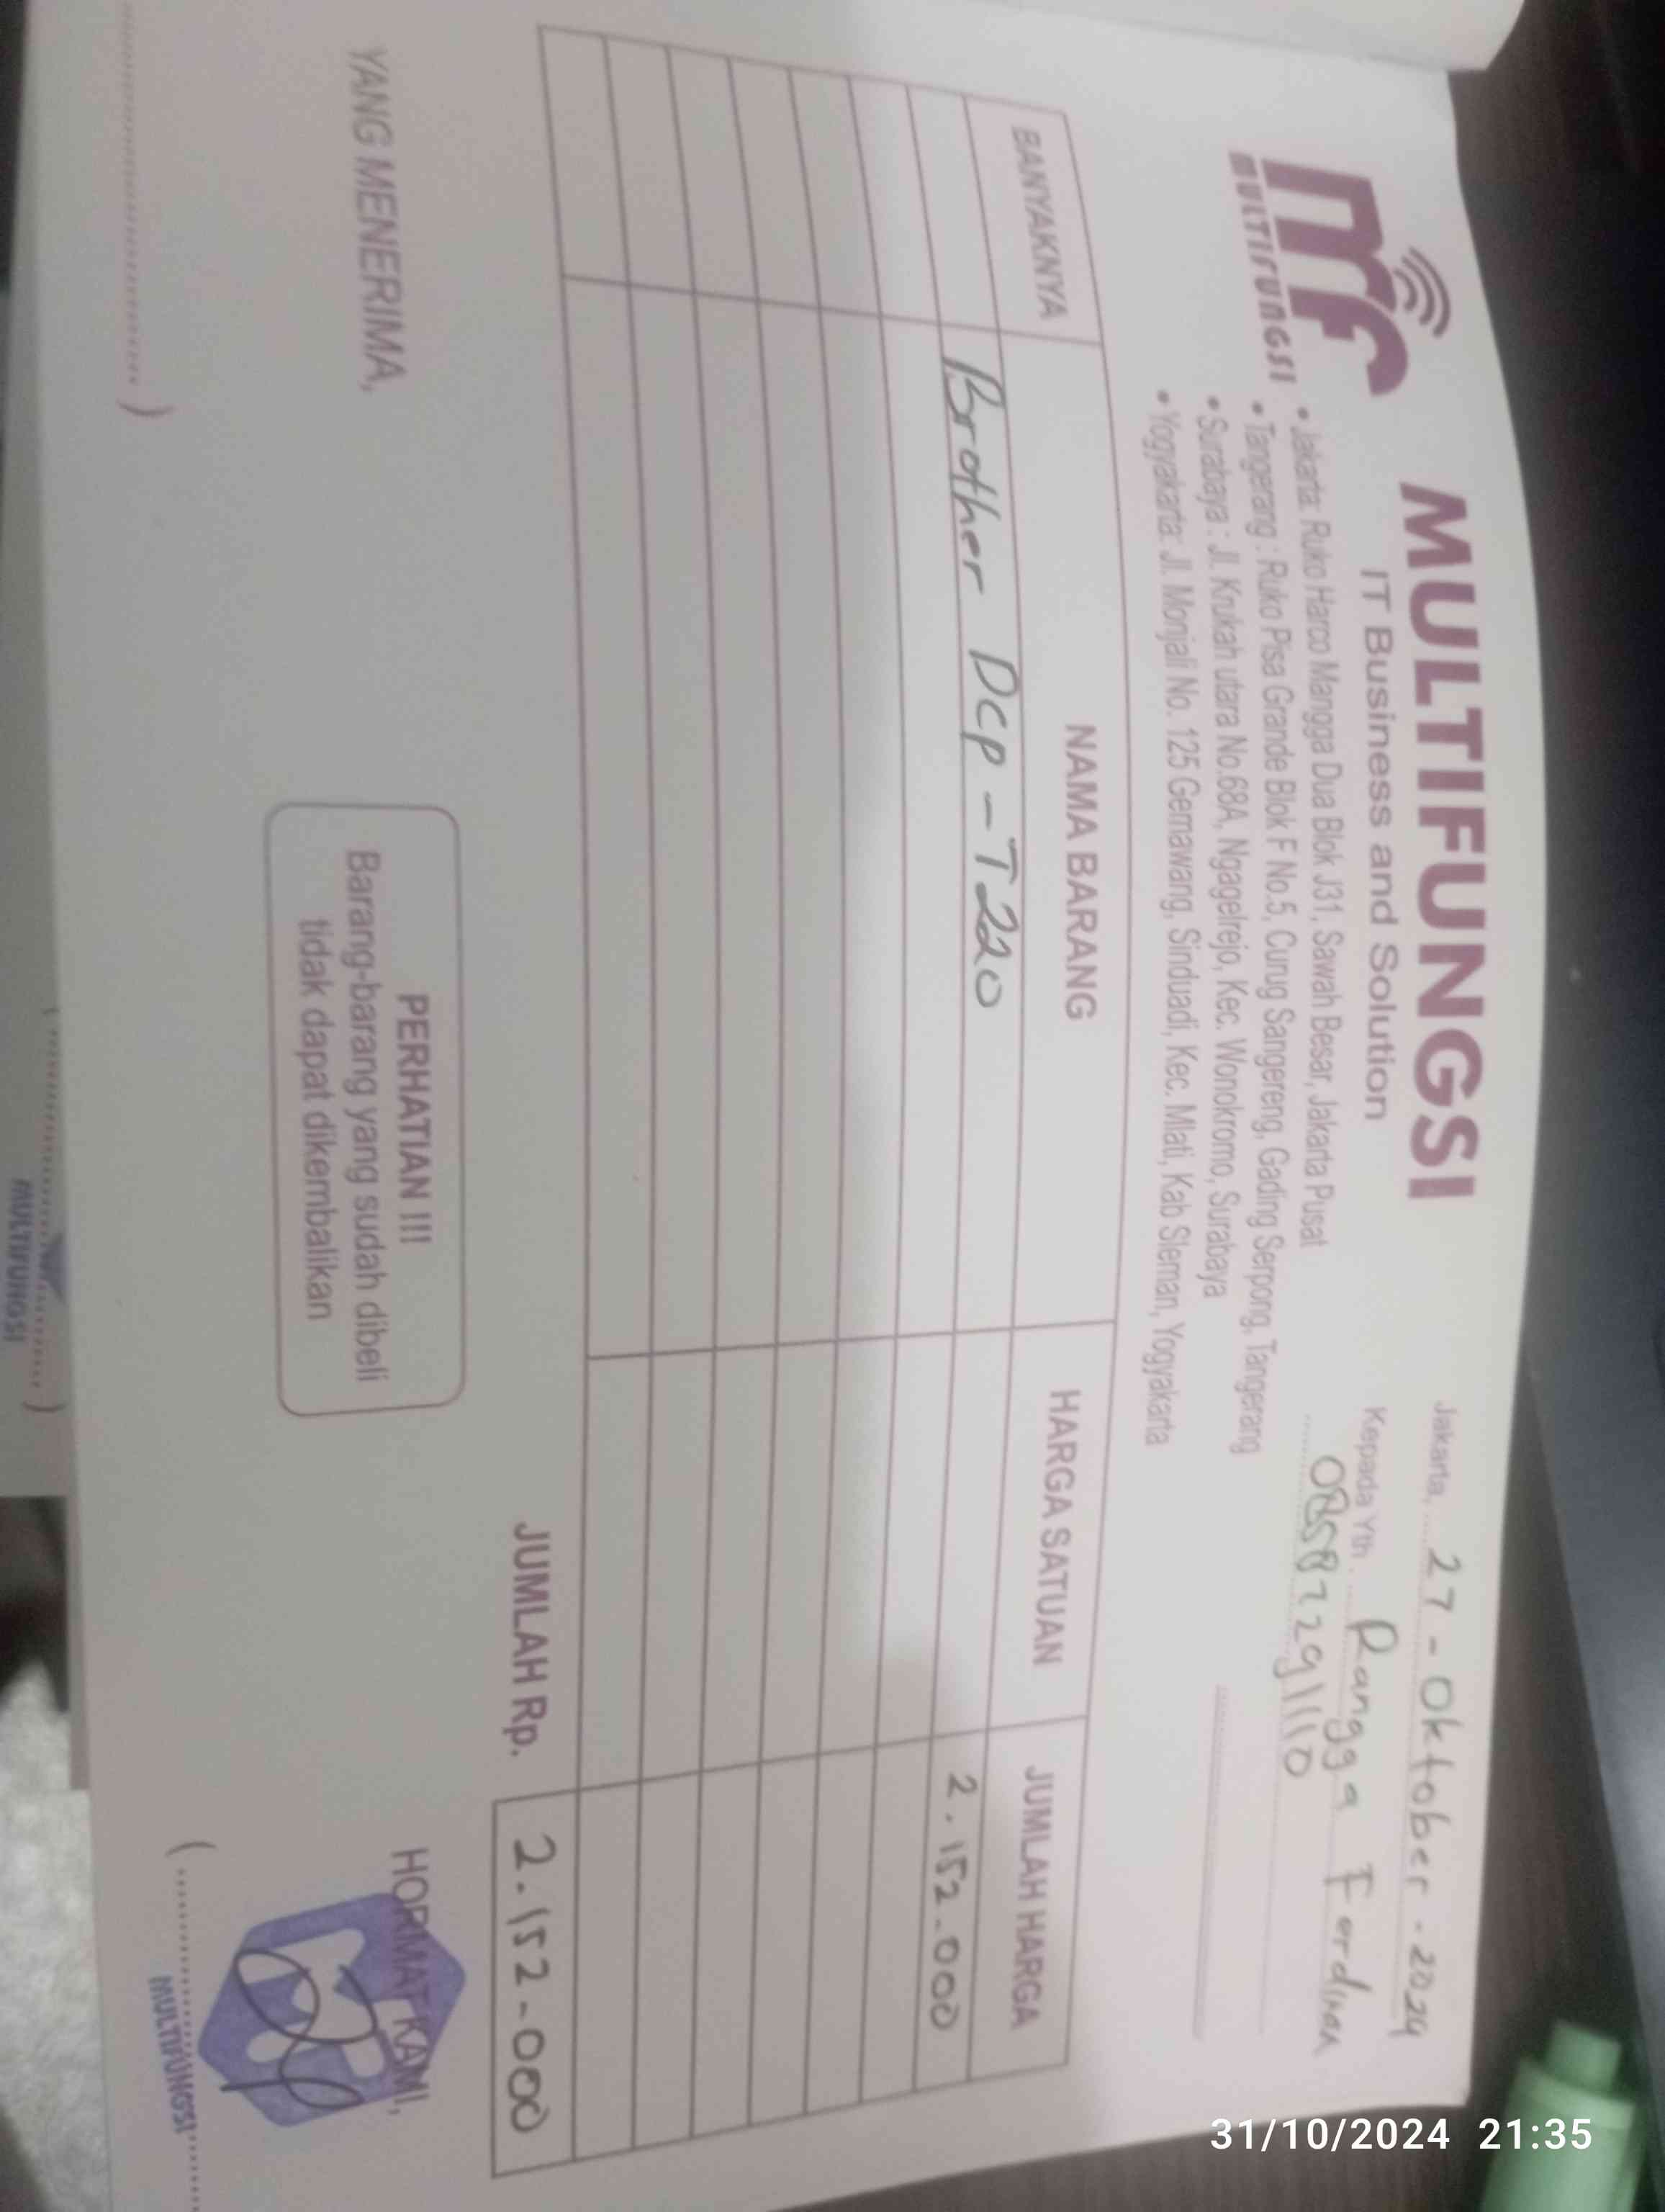 MULTIFUNGSI
IT Business and Solution
MULTIFUNGSI
• Jakarta: Ruko Harco Mangga Dua Blok J31, Sawah Besar, Jakarta Pusat
• Tangerang : Ruko Pisa Grande Blok F No.5, Curug Sangereng, Gading Serpong, Tangerang
• Surabaya : Jl. Krukah utara No.68A, Ngagelrejo, Kec. Wonokromo, Surabaya
• Yogyakarta: Jl. Monjali No. 125 Gemawang, Sinduadi, Kec. Mlati, Kab Sleman, Yogyakarta
Jakarta, 27 - Oktober - 2024
Kepada Yth. Rangga Ferdinan
BANYAKNYA NAMA BARANG HARGA SATUAN JUMLAH HARGA
Brother Dcp - T220 2.152.000
JUMLAH Rp. 2.152-000
YANG MENERIMA,
PERHATIAN !!!
Barang-barang yang sudah dibeli
tidak dapat dikembalikan
HORMAT KAMI,
MULTIFUNGSI
MULTIFUNGSI
31/10/2024 21:35